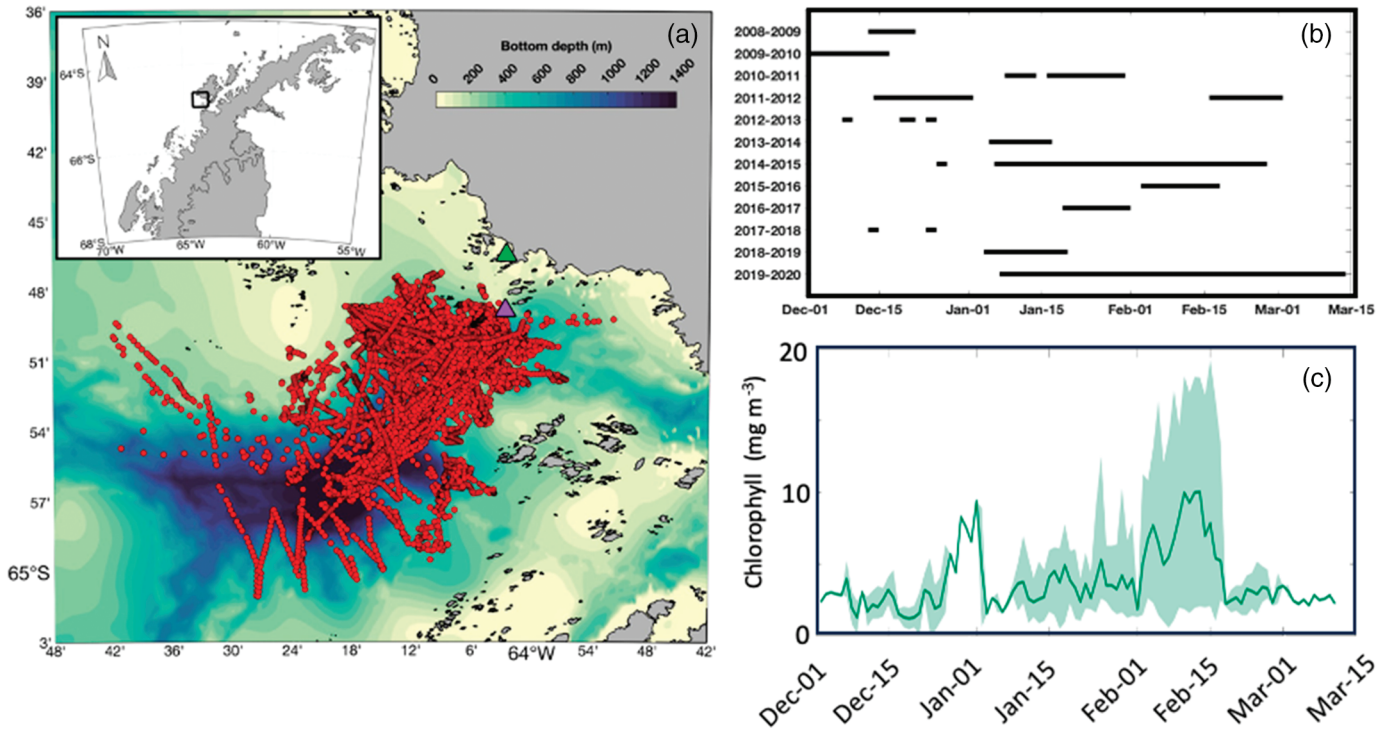 36'
39'
42'
45'
48'
51'
54'
57'
65°S
3'
48'
42'
36'
30'
24'
18'
12'
6'
64°W
54'
48'
42'
(a)
Bottom depth (m)
0
200
400
600
800
1000
1200
1400
N
64°S
66°S
68°S
70°W
65°W
60°W
55°W
(b)
2008-2009
2009-2010
2010-2011
2011-2012
2012-2013
2013-2014
2014-2015
2015-2016
2016-2017
2017-2018
2018-2019
2019-2020
Dec-01
Dec-15
Jan-01
Jan-15
Feb-01
Feb-15
Mar-01
Mar-15
(c)
Chlorophyll (mg m-3)
20
10
0
Dec-01
Dec-15
Jan-01
Jan-15
Feb-01
Feb-15
Mar-01
Mar-15